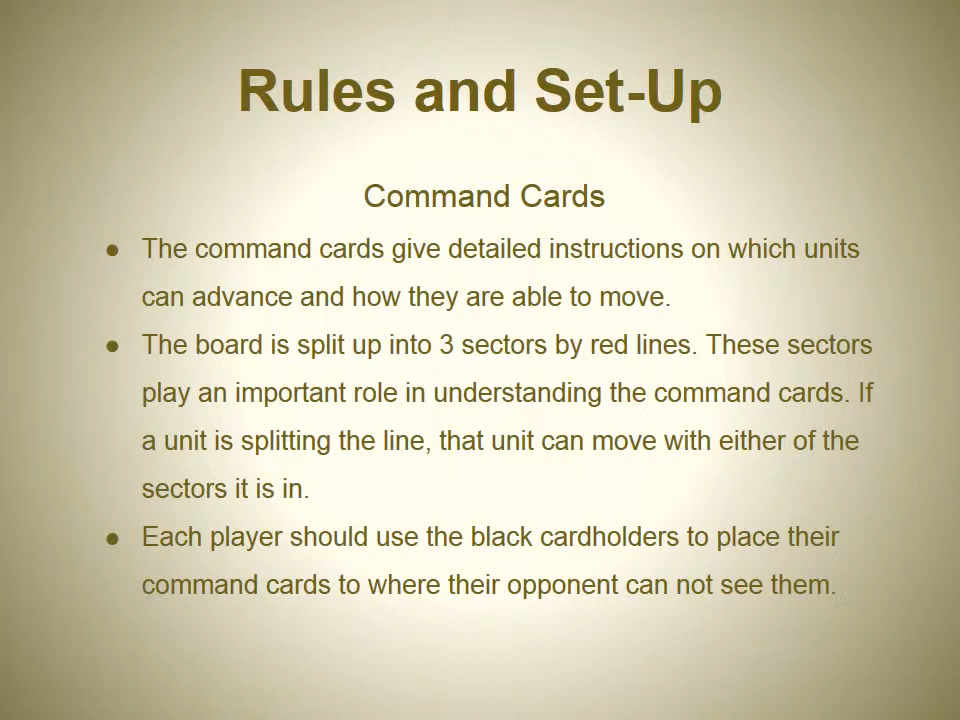 Rules and Set-Up
Command Cards
● The command cards give detailed instructions on which units
can advance and how they are able to move.
● The board is split up into 3 sectors by red lines. These sectors
play an important role in understanding the command cards. If
a unit is splitting the line, that unit can move with either of the
sectors it is in.
● Each player should use the black cardholders to place their
command cards to where their opponent can not see them.